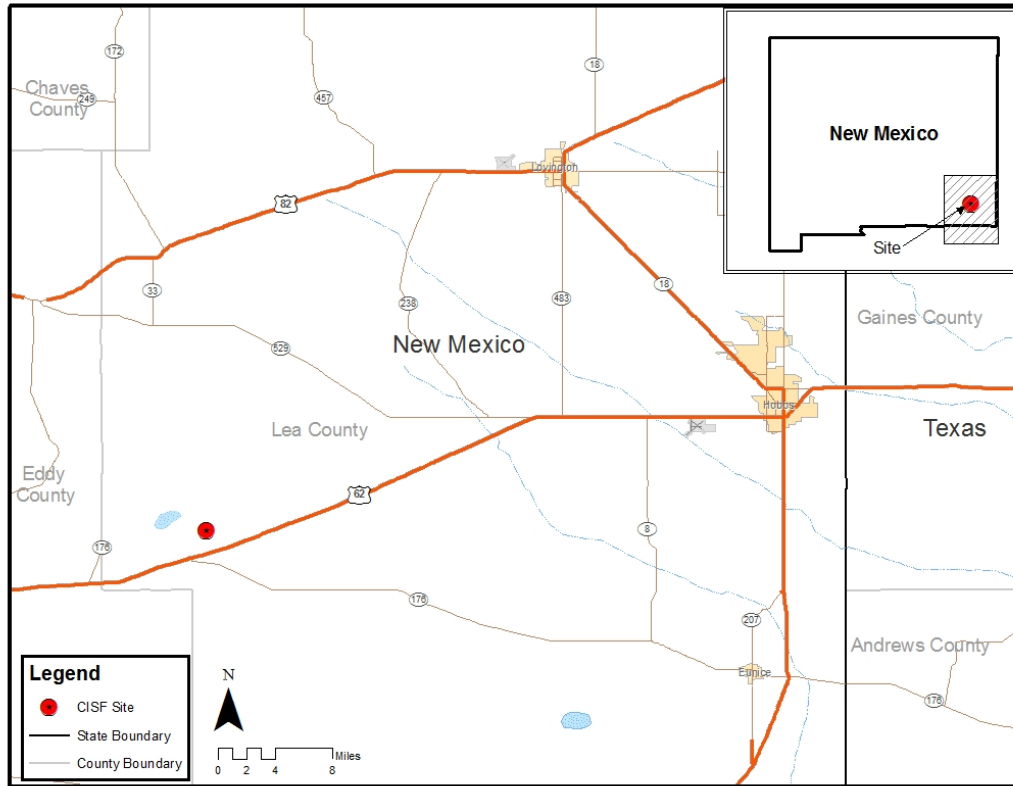 172
18
Chaves
County
249
457
New Mexico
Lovington
82
Site
33
238
483
18
Gaines County
New Mexico
529
Hobbs
Lea County
Texas
62
Eddy
County
8
176
176
207
Andrews County
Eunice
176
Legend
CISF Site
State Boundary
County Boundary
N
Miles
0 2 4 8